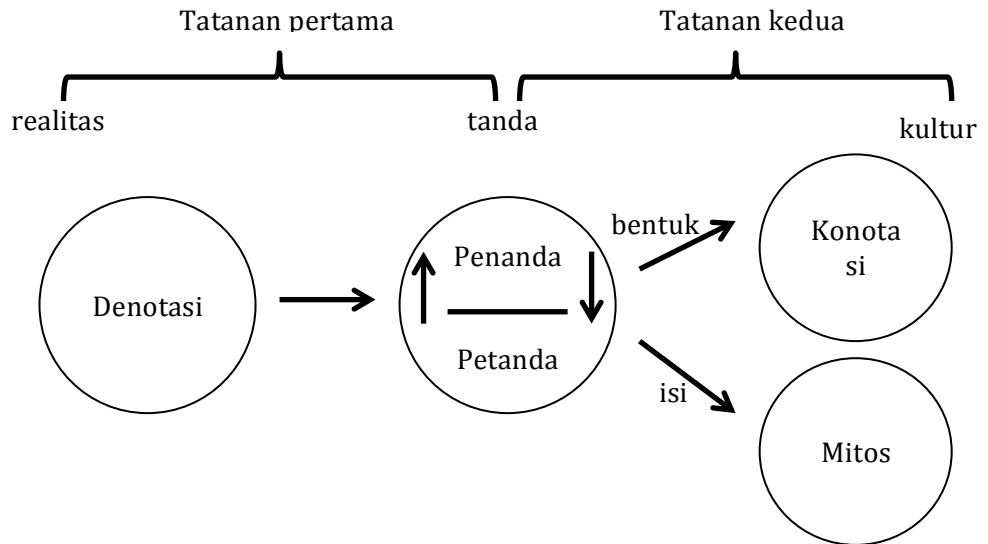 Tatanan pertama
Tatanan kedua
realitas
tanda
kultur
Denotasi
Penanda
Petanda
bentuk
isi
Konota
si
Mitos